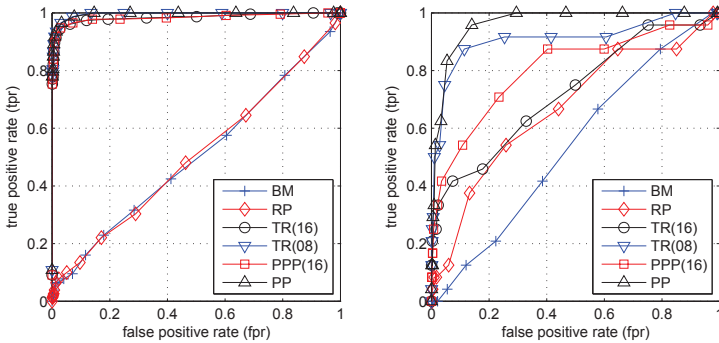 1
0.8
0.6
0.4
0.2
0
0 0.2 0.4 0.6 0.8 1
true positive rate (tpr)
false positive rate (fpr)
BM
RP
TR(16)
TR(08)
PPP(16)
PP
1
0.8
0.6
0.4
0.2
0
0 0.2 0.4 0.6 0.8 1
true positive rate (tpr)
false positive rate (fpr)
BM
RP
TR(16)
TR(08)
PPP(16)
PP